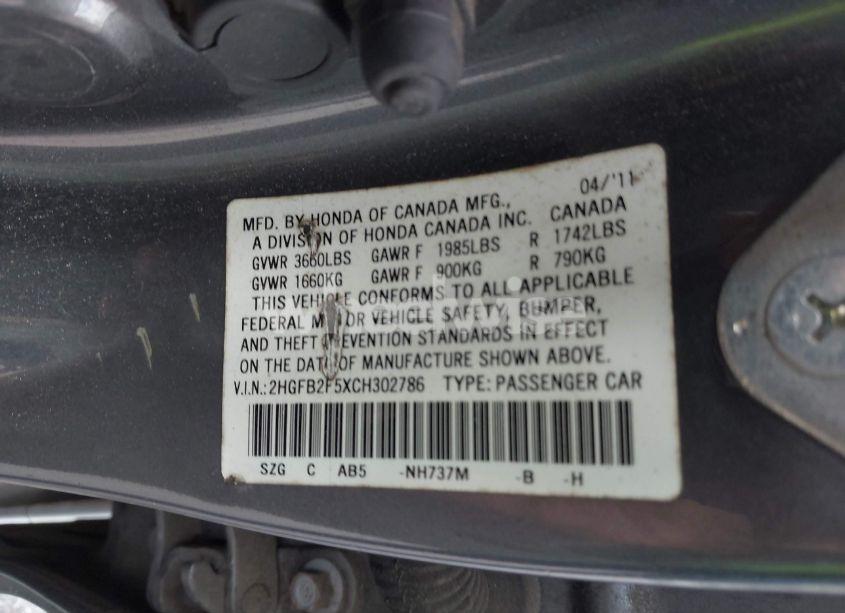 04/'11
MFD. BY HONDA OF CANADA MFG.,
A DIVISION OF HONDA CANADA INC. CANADA
GVWR 3660LBS GAWR F 1985LBS R 1742LBS
GVWR 1660KG GAWR F 900KG R 790KG
THIS VEHICLE CONFORMS TO ALL APPLICABLE
FEDERAL MOTOR VEHICLE SAFETY, BUMPER,
AND THEFT PREVENTION STANDARDS IN EFFECT
ON THE DATE OF MANUFACTURE SHOWN ABOVE.
V.I.N.:2HGFB2F5XCH302786 TYPE:PASSENGER CAR
SZG C AB5 -NH737M -B -H